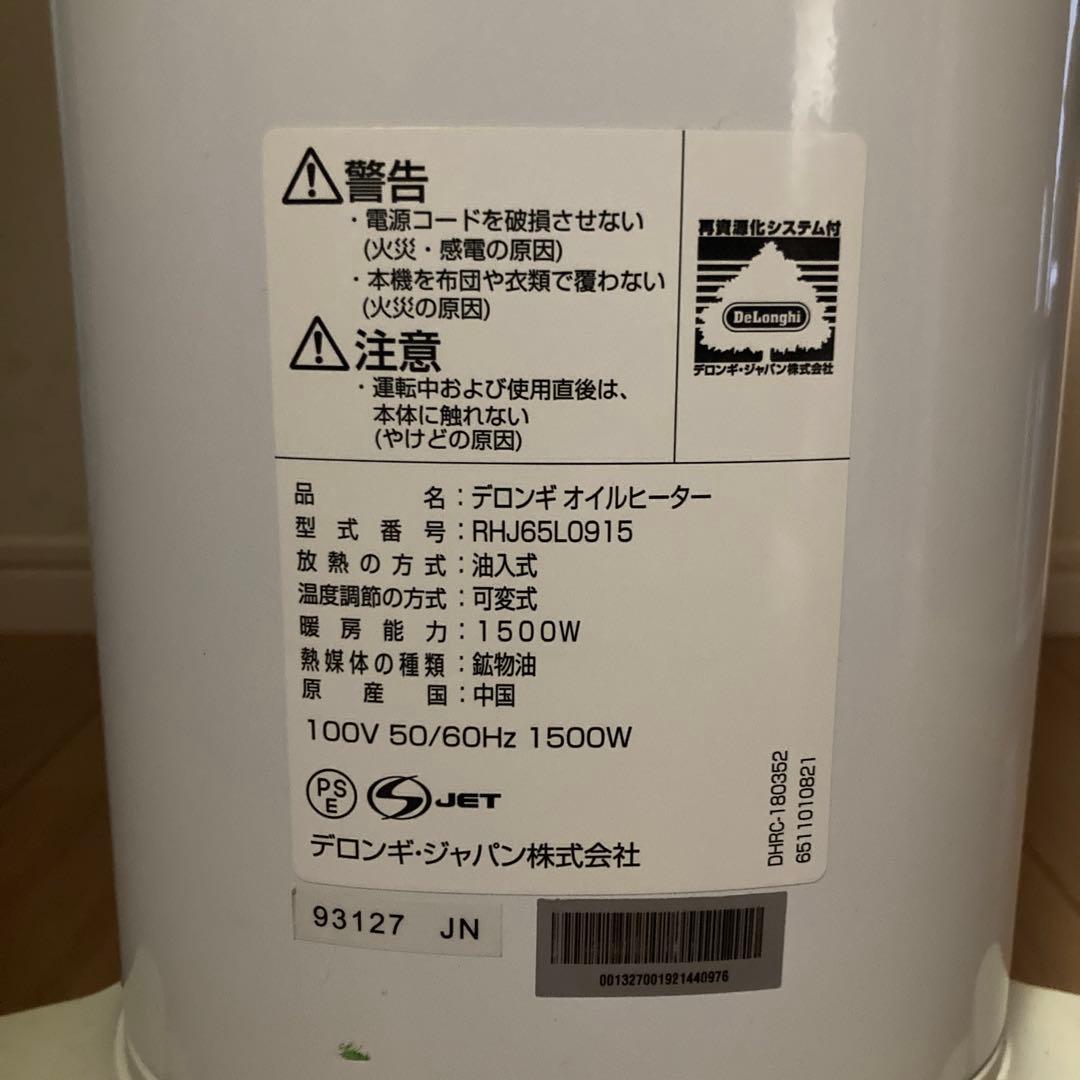 警告
・電源コードを破損させない
(火災・感電の原因)
・本機を布団や衣類で覆わない
(火災の原因)
注意
・運転中および使用直後は、
本体に触れない
(やけどの原因)
再資源化システム付
DeLonghi
デロンギ・ジャパン株式会社
品名：デロンギ オイルヒーター
型式番号：RHJ65L0915
放熱の方式：油入式
温度調節の方式：可変式
暖房能力：1500W
熱媒体の種類：鉱物油
原産国：中国
100V 50/60Hz 1500W
PSE
JET
デロンギ・ジャパン株式会社
DHRC-180352
6511010821
93127 JN
001327001921440976